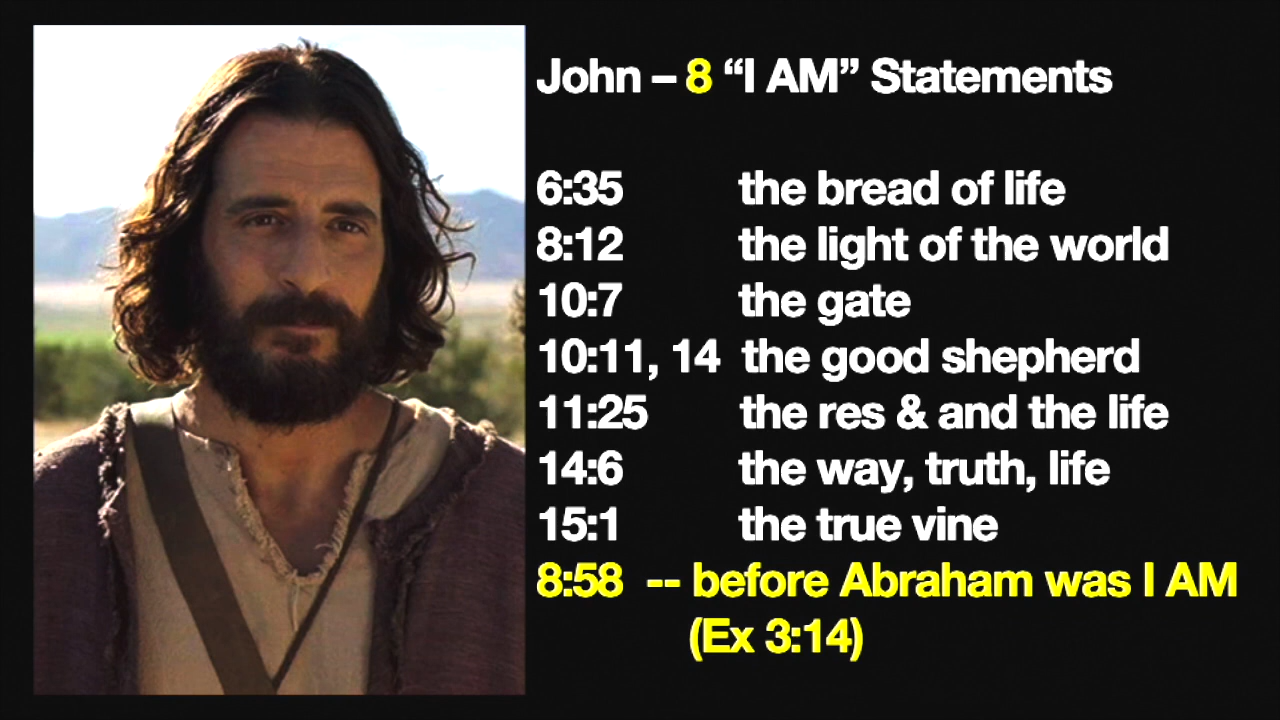 John – 8 “I AM” Statements
6:35 the bread of life
8:12 the light of the world
10:7 the gate
10:11, 14 the good shepherd
11:25 the res & and the life
14:6 the way, truth, life
15:1 the true vine
8:58 -- before Abraham was I AM
(Ex 3:14)